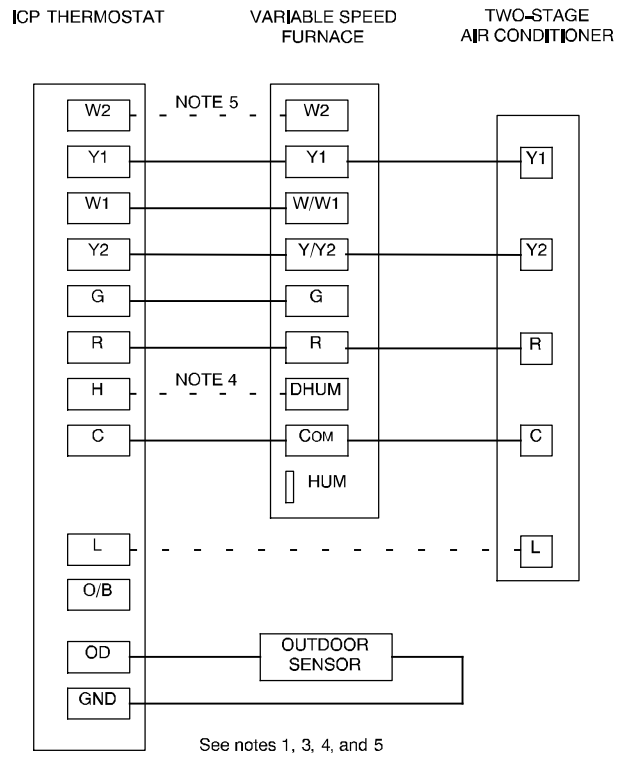 ICP THERMOSTAT
VARIABLE SPEED
FURNACE
TWO-STAGE
AIR CONDITIONER
W2
NOTE 5
W2
Y1
Y1
Y1
W1
W/W1
Y2
Y/Y2
Y2
G
G
R
R
R
H
NOTE 4
DHUM
C
COM
C
HUM
L
L
O/B
OD
OUTDOOR
SENSOR
GND
See notes 1, 3, 4, and 5